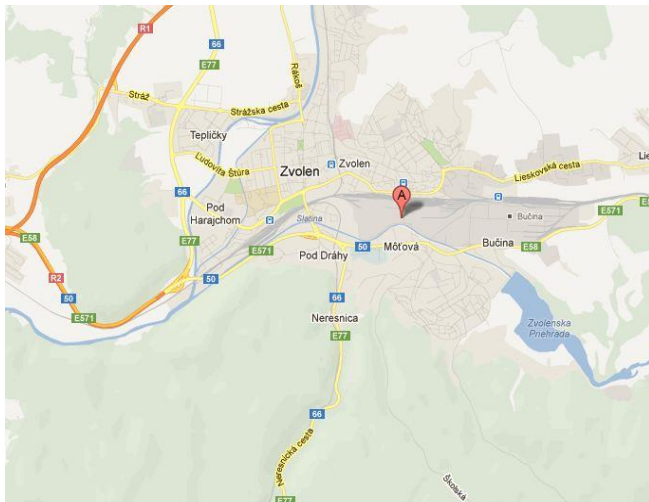 R1
66
E77
Rákoš
Stráž
Strážska cesta
Tepličky
Ľudovíta Štúra
Zvolen
Zvolen
Lieskovská cesta
Lie
66
Pod
Harajchom
A
Bučina
E571
Slatina
E58
E77
E571
50
Môťová
Bučina
E58
Pod Dráhy
R2
50
50
66
E571
Neresnica
Zvolenska
Priehrada
E77
66
Neresnícká cesta
Školská
E77